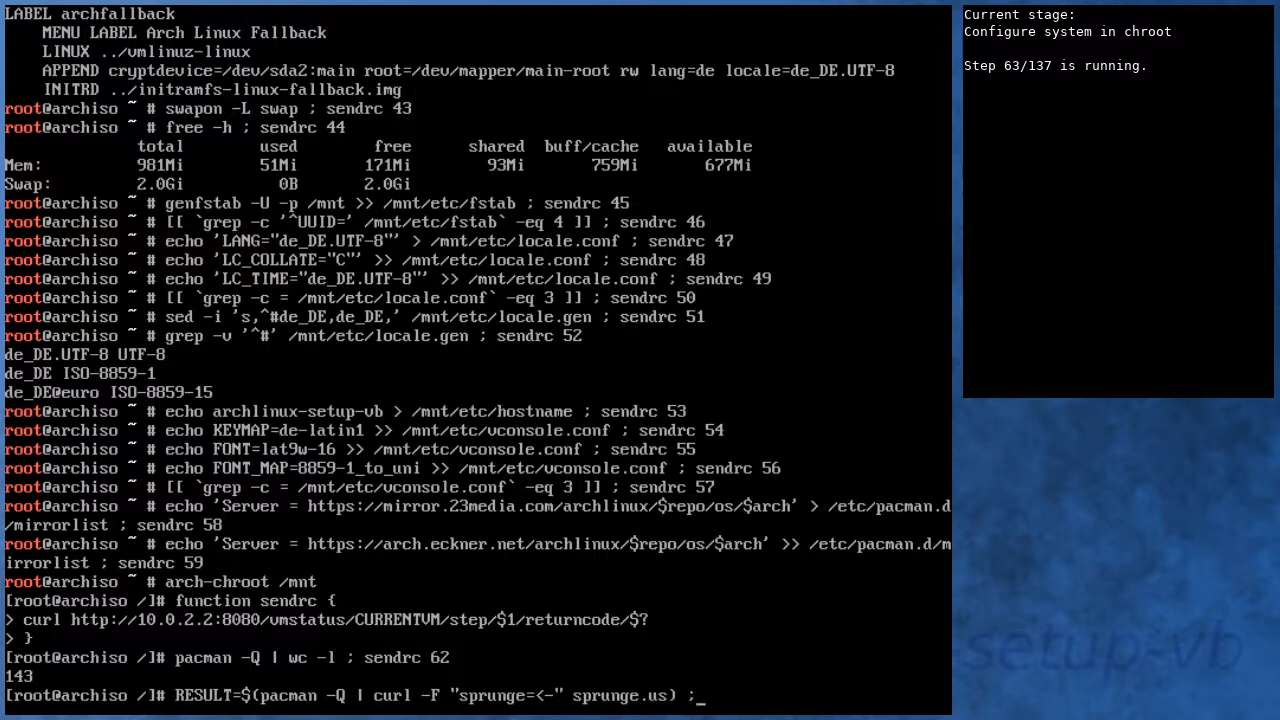 LABEL archfallback
    MENU LABEL Arch Linux Fallback
    LINUX ../vmlinuz-linux
    APPEND cryptdevice=/dev/sda2:main root=/dev/mapper/main-root rw lang=de locale=de_DE.UTF-8
    INITRD ../initramfs-linux-fallback.img
root@archiso ~ # swapon -L swap ; sendrc 43
root@archiso ~ # free -h ; sendrc 44
              total        used        free      shared  buff/cache   available
Mem:          981Mi        51Mi       171Mi        93Mi       759Mi       677Mi
Swap:         2.0Gi          0B       2.0Gi
root@archiso ~ # genfstab -U -p /mnt >> /mnt/etc/fstab ; sendrc 45
root@archiso ~ # [[ `grep -c '^UUID=' /mnt/etc/fstab` -eq 4 ]] ; sendrc 46
root@archiso ~ # echo 'LANG="de_DE.UTF-8"' > /mnt/etc/locale.conf ; sendrc 47
root@archiso ~ # echo 'LC_COLLATE="C"' >> /mnt/etc/locale.conf ; sendrc 48
root@archiso ~ # echo 'LC_TIME="de_DE.UTF-8"' >> /mnt/etc/locale.conf ; sendrc 49
root@archiso ~ # [[ `grep -c = /mnt/etc/locale.conf` -eq 3 ]] ; sendrc 50
root@archiso ~ # sed -i 's,^#de_DE,de_DE,' /mnt/etc/locale.gen ; sendrc 51
root@archiso ~ # grep -v '^#' /mnt/etc/locale.gen ; sendrc 52
de_DE.UTF-8 UTF-8
de_DE ISO-8859-1
de_DE@euro ISO-8859-15
root@archiso ~ # echo archlinux-setup-vb > /mnt/etc/hostname ; sendrc 53
root@archiso ~ # echo KEYMAP=de-latin1 >> /mnt/etc/vconsole.conf ; sendrc 54
root@archiso ~ # echo FONT=lat9w-16 >> /mnt/etc/vconsole.conf ; sendrc 55
root@archiso ~ # echo FONT_MAP=8859-1_to_uni >> /mnt/etc/vconsole.conf ; sendrc 56
root@archiso ~ # [[ `grep -c = /mnt/etc/vconsole.conf` -eq 3 ]] ; sendrc 57
root@archiso ~ # echo 'Server = https://mirror.23media.com/archlinux/$repo/os/$arch' > /etc/pacman.d
/mirrorlist ; sendrc 58
root@archiso ~ # echo 'Server = https://arch.eckner.net/archlinux/$repo/os/$arch' >> /etc/pacman.d/m
irrorlist ; sendrc 59
root@archiso ~ # arch-chroot /mnt
[root@archiso /]# function sendrc {
> curl http://10.0.2.2:8080/vmstatus/CURRENTVM/step/$1/returncode/$?
> }
[root@archiso /]# pacman -Q | wc -l ; sendrc 62
143
[root@archiso /]# RESULT=$(pacman -Q | curl -F "sprunge=<-" sprunge.us) ;_
Current stage:
Configure system in chroot
Step 63/137 is running.
setup-vb